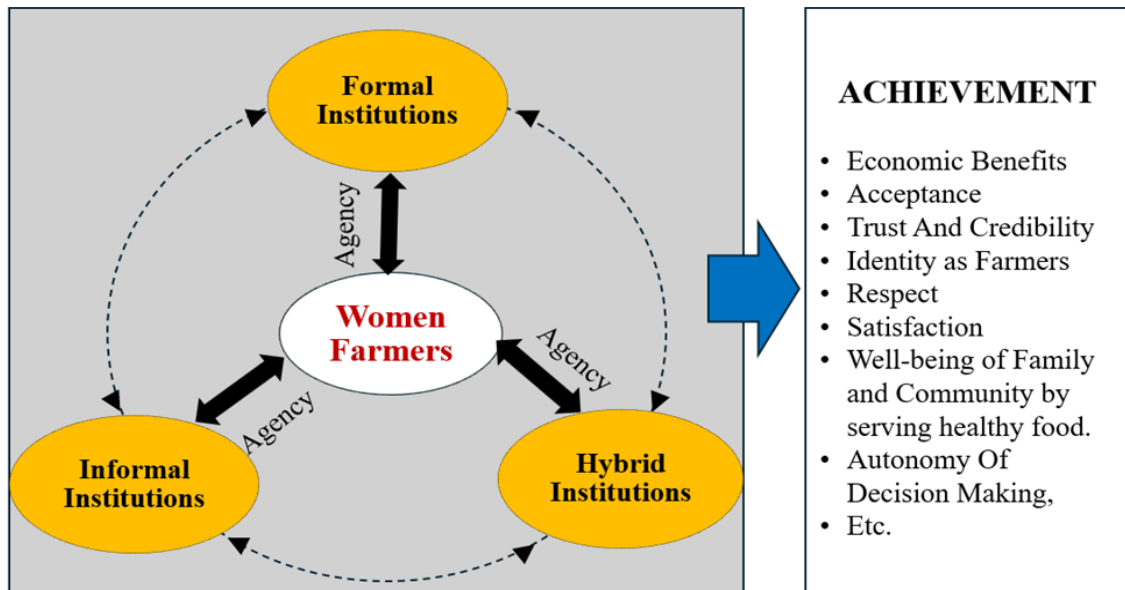 Formal
Institutions
Agency
Women
Farmers
Agency
Agency
Informal
Institutions
Hybrid
Institutions
ACHIEVEMENT
• Economic Benefits
• Acceptance
• Trust And Credibility
• Identity as Farmers
• Respect
• Satisfaction
• Well-being of Family
and Community by
serving healthy food.
• Autonomy Of
Decision Making,
• Etc.